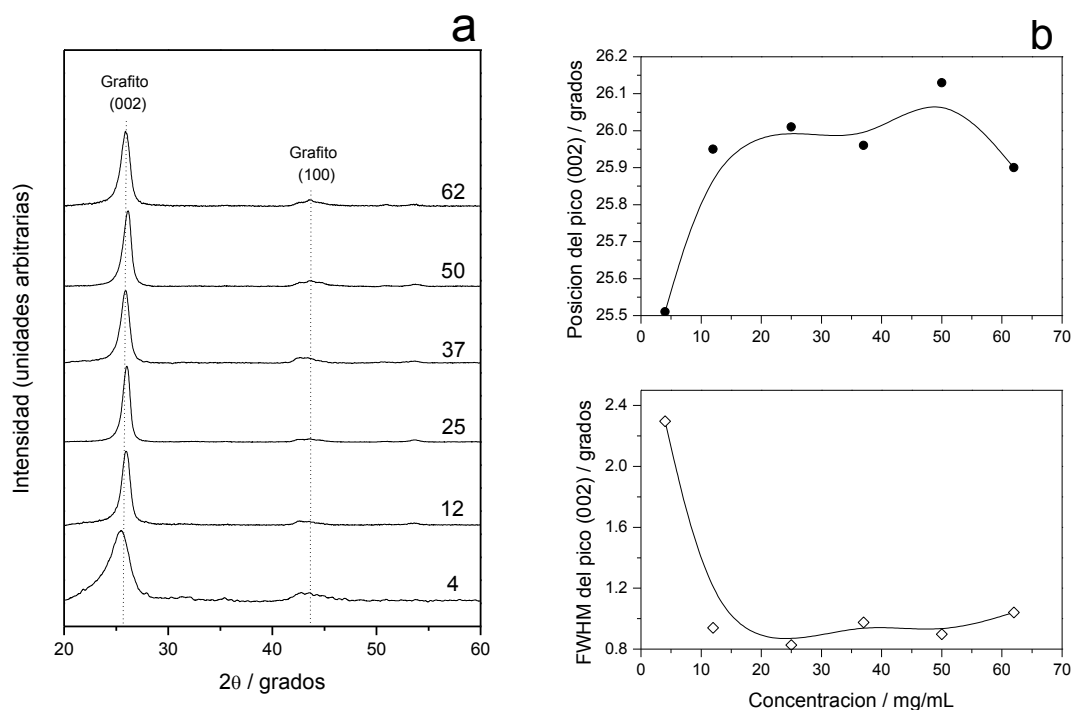 a
Grafito
(002)
Grafito
(100)
62
50
37
25
12
4
Intensidad (unidades arbitrarias)
20 30 40 50 60
2θ / grados
b
26.2
26.1
26.0
25.9
25.8
25.7
25.6
25.5
Posicion del pico (002) / grados
0 10 20 30 40 50 60 70
2.4
2.0
1.6
1.2
0.8
FWHM del pico (002) / grados
0 10 20 30 40 50 60 70
Concentracion / mg/mL